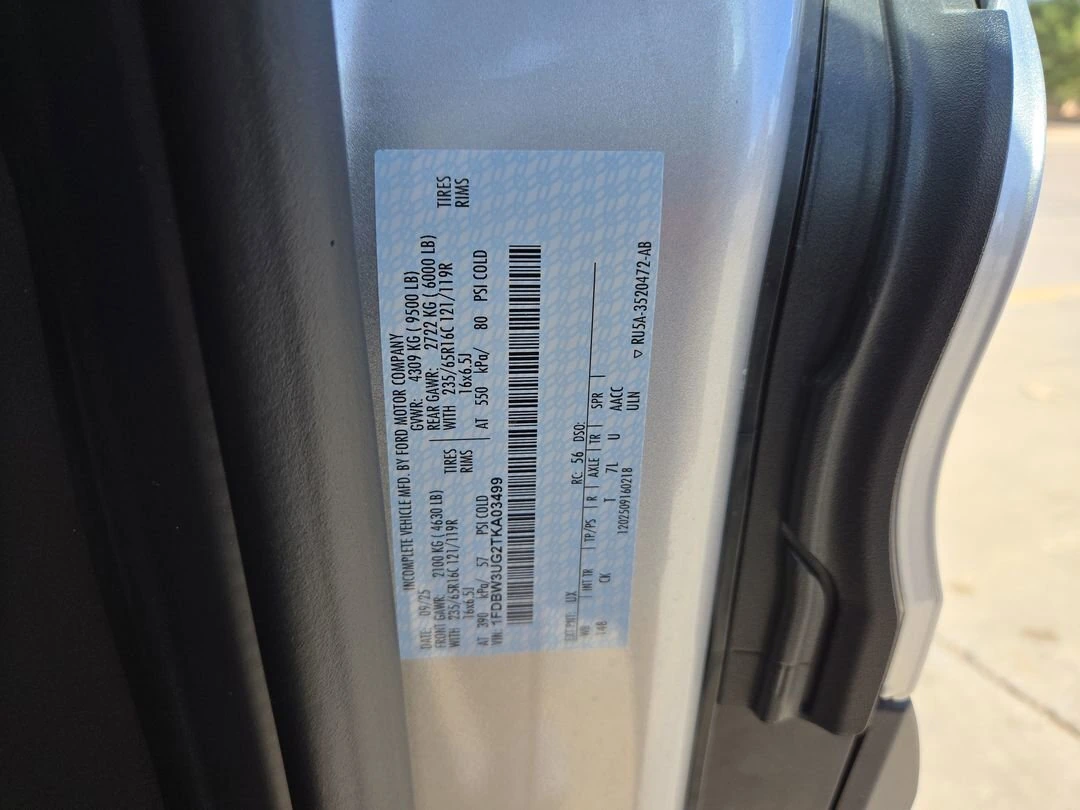 INCOMPLETE VEHICLE MFD. BY FORD MOTOR COMPANY
DATE: 09/25 GVWR: 4309 KG ( 9500 LB)
FRONT GAWR: 2100 KG ( 4630 LB) REAR GAWR: 2722 KG ( 6000 LB)
WITH 235/65R16C 121/119R TIRES WITH 235/65R16C 121/119R TIRES
16x6.5J RIMS 16x6.5J RIMS
AT 390 kPa/ 57 PSI COLD AT 550 kPa/ 80 PSI COLD
VIN: 1FDBW3UG2TKA03499
EXT PNT: UX RC: 56 DSO:
WB INT TR TP/PS R AXLE TR SPR
148 CK T 7L U AACC
ULN
1202509160218 ▽ RU5A-3520472-AB